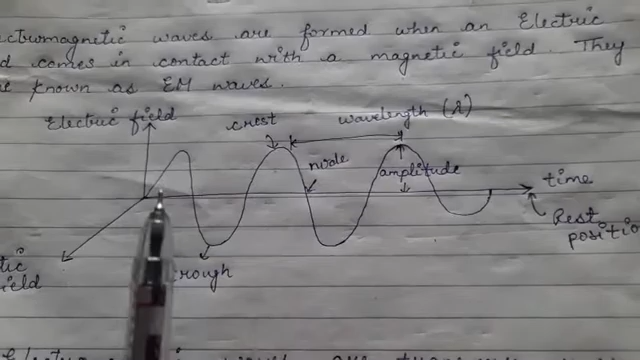 ectromagnetic waves are formed when an Electric
d comes in contact with a magnetic field. They
e known as EM waves.
Electric field
crest
wavelength (λ)
node
amplitude
time
Rest
positio
tic
ield
rough